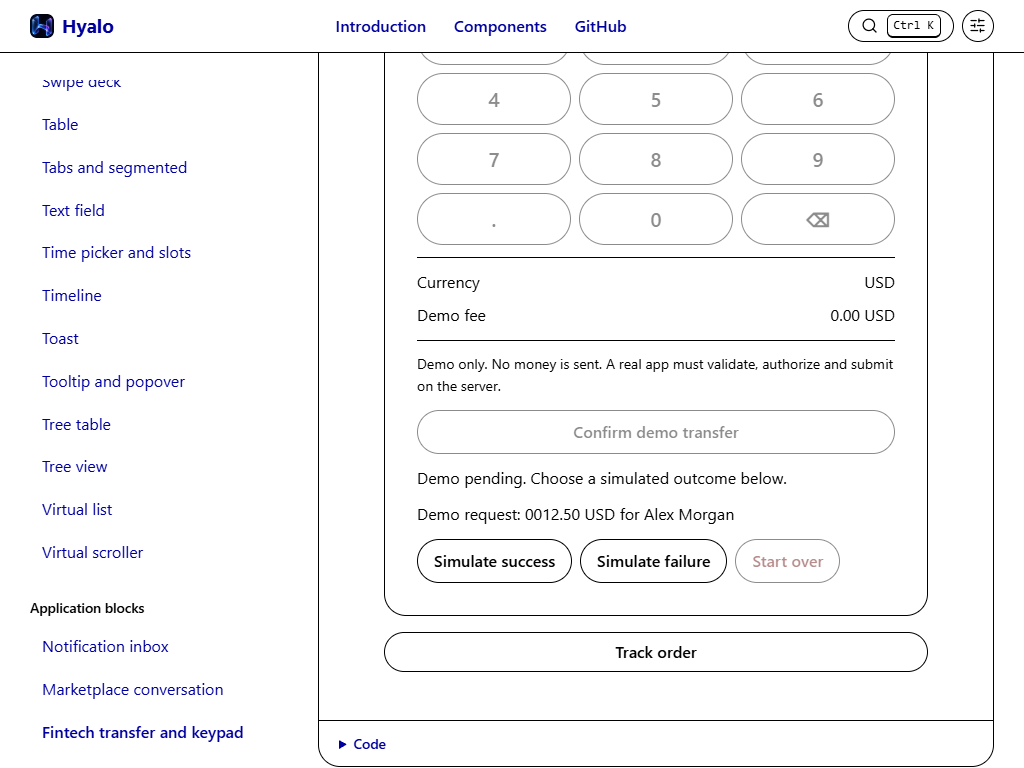 Hyalo
Introduction
Components
GitHub
Ctrl K
Swipe deck
Table
Tabs and segmented
Text field
Time picker and slots
Timeline
Toast
Tooltip and popover
Tree table
Tree view
Virtual list
Virtual scroller
Application blocks
Notification inbox
Marketplace conversation
Fintech transfer and keypad
4
5
6
7
8
9
.
0
⌫
Currency
USD
Demo fee
0.00 USD
Demo only. No money is sent. A real app must validate, authorize and submit
on the server.
Confirm demo transfer
Demo pending. Choose a simulated outcome below.
Demo request: 0012.50 USD for Alex Morgan
Simulate success
Simulate failure
Start over
Track order
Code